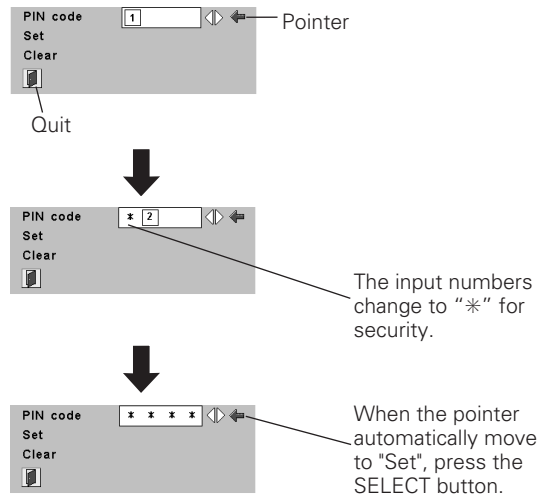 PIN code 1
Pointer
Set
Clear
Quit
PIN code * 2
Set
Clear
The input numbers
change to “✳” for
security.
PIN code * * * *
Set
Clear
When the pointer
automatically move
to "Set", press the
SELECT button.